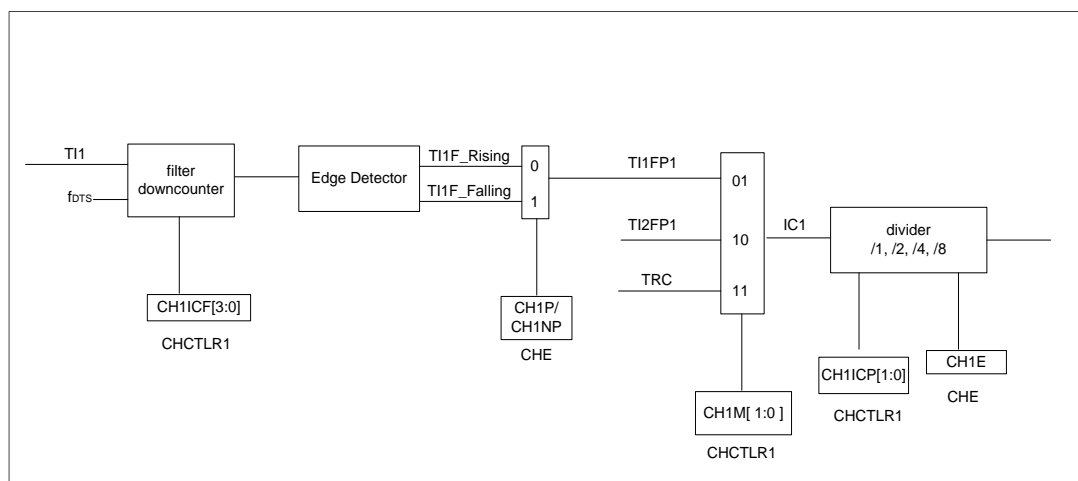 TI1
fDTS
filter
downcounter
CH1ICF[3:0]
CHCTLR1
Edge Detector
TI1F_Rising
TI1F_Falling
0
1
CH1P/
CH1NP
CHE
TI1FP1
TI2FP1
TRC
01
10
11
CH1M[ 1:0 ]
CHCTLR1
IC1
divider
/1, /2, /4, /8
CH1ICP[1:0]
CHCTLR1
CH1E
CHE